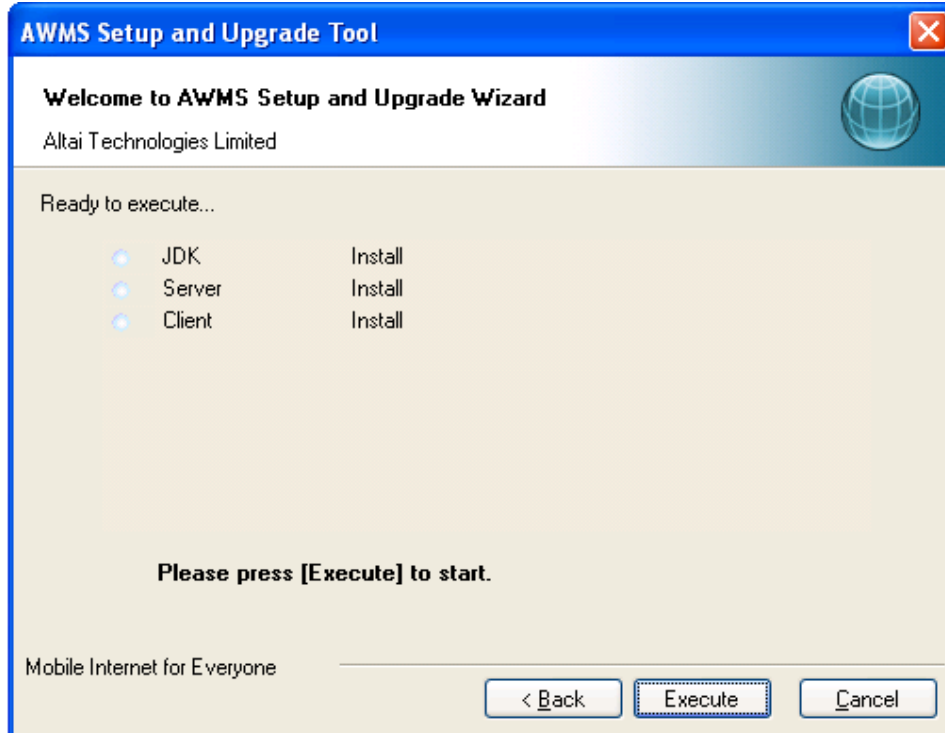 AWMS Setup and Upgrade Tool
Welcome to AWMS Setup and Upgrade Wizard
Altai Technologies Limited
Ready to execute...
JDK Install
Server Install
Client Install
Please press [Execute] to start.
Mobile Internet for Everyone
< Back Execute Cancel